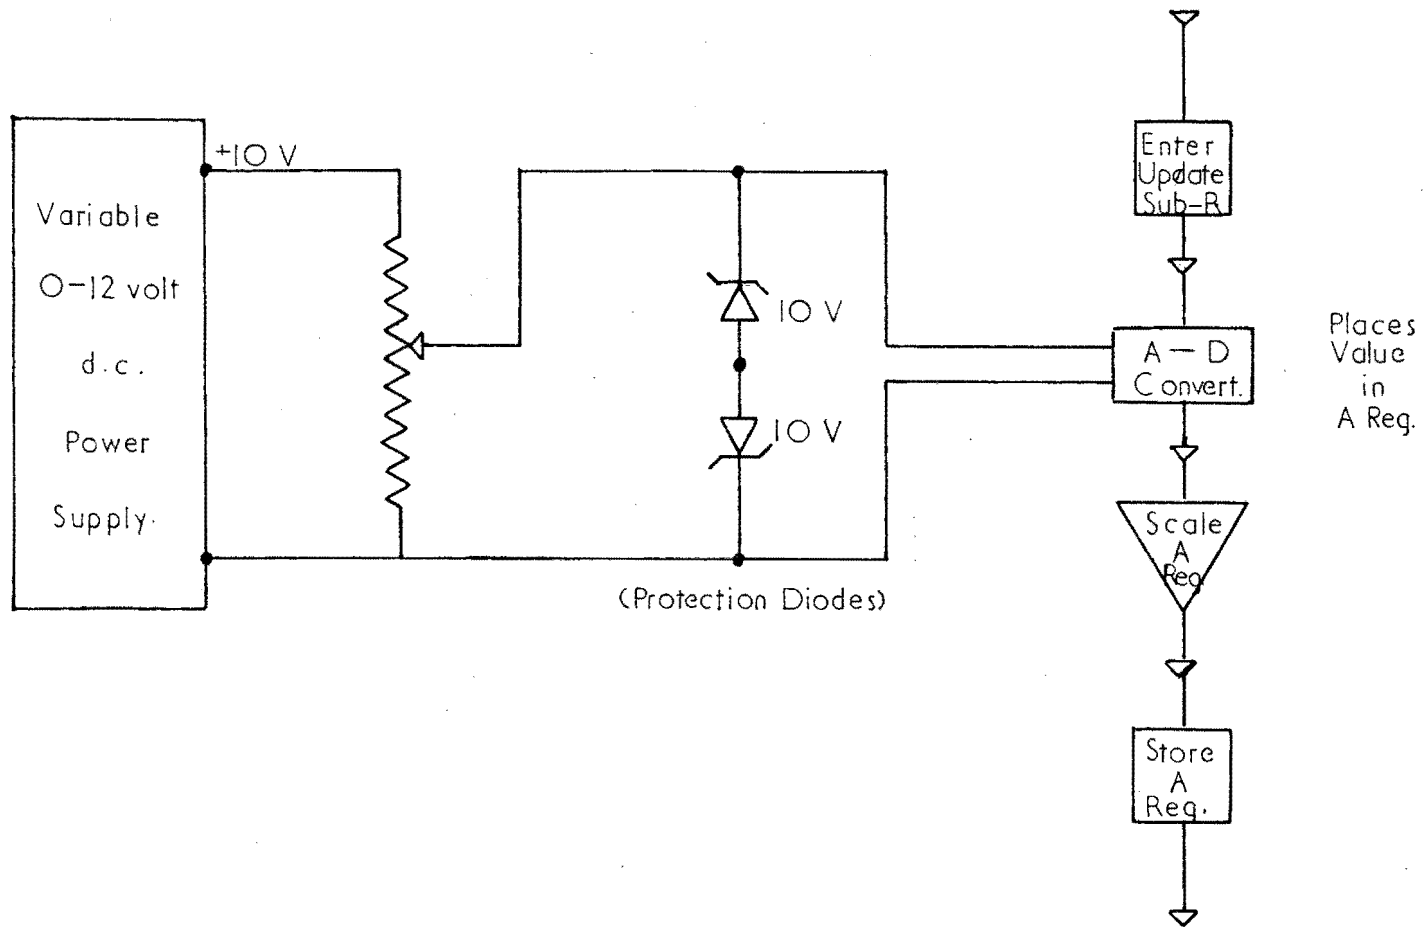 Variable
0-12 volt
d.c.
Power
Supply.
+10 V
10 V
10 V
(Protection Diodes)
Enter
Update
Sub-R
A - D
Convert.
Places
Value
in
A Reg.
Scale
A
Reg.
Store
A
Reg.